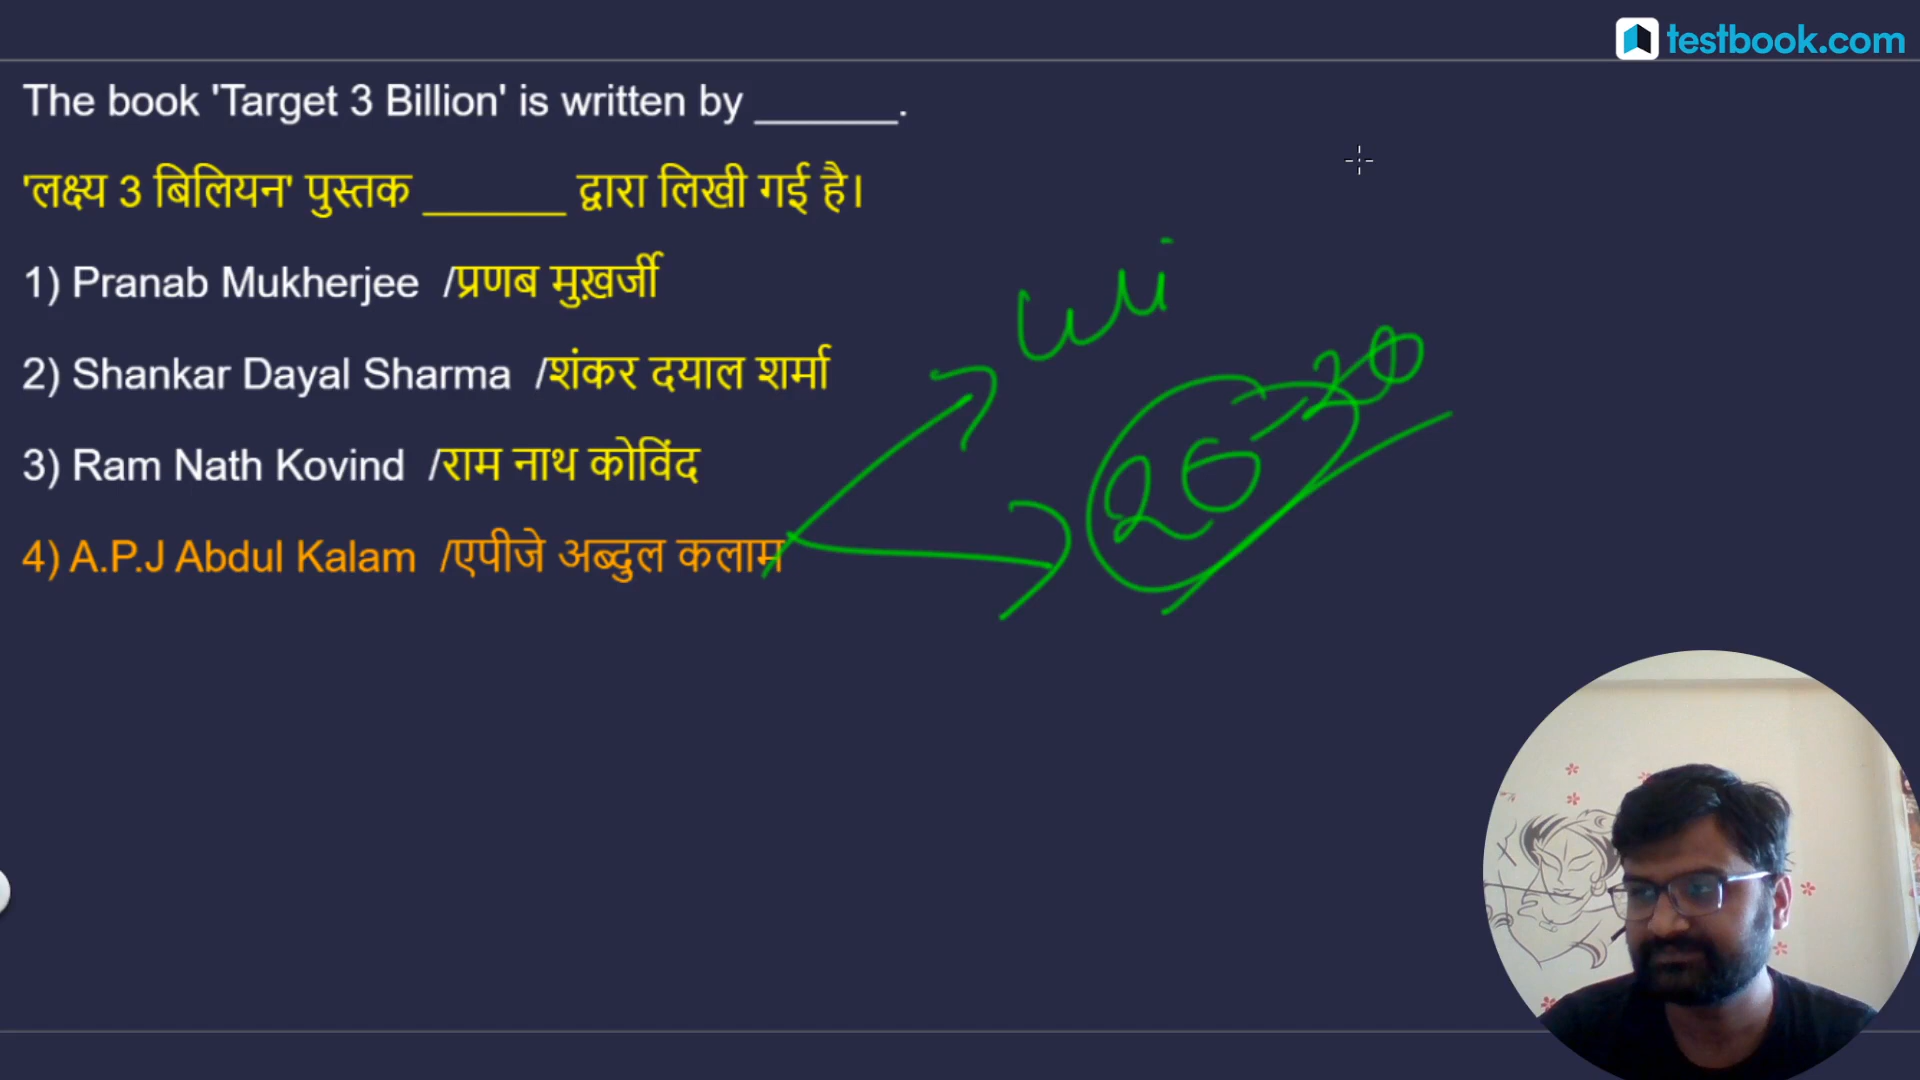 testbook.com
The book 'Target 3 Billion' is written by ______.
'लक्ष्य 3 बिलियन' पुस्तक ______ द्वारा लिखी गई है।
1) Pranab Mukherjee /प्रणब मुख़र्जी
2) Shankar Dayal Sharma /शंकर दयाल शर्मा
3) Ram Nath Kovind /राम नाथ कोविंद
4) A.P.J Abdul Kalam /एपीजे अब्दुल कलाम